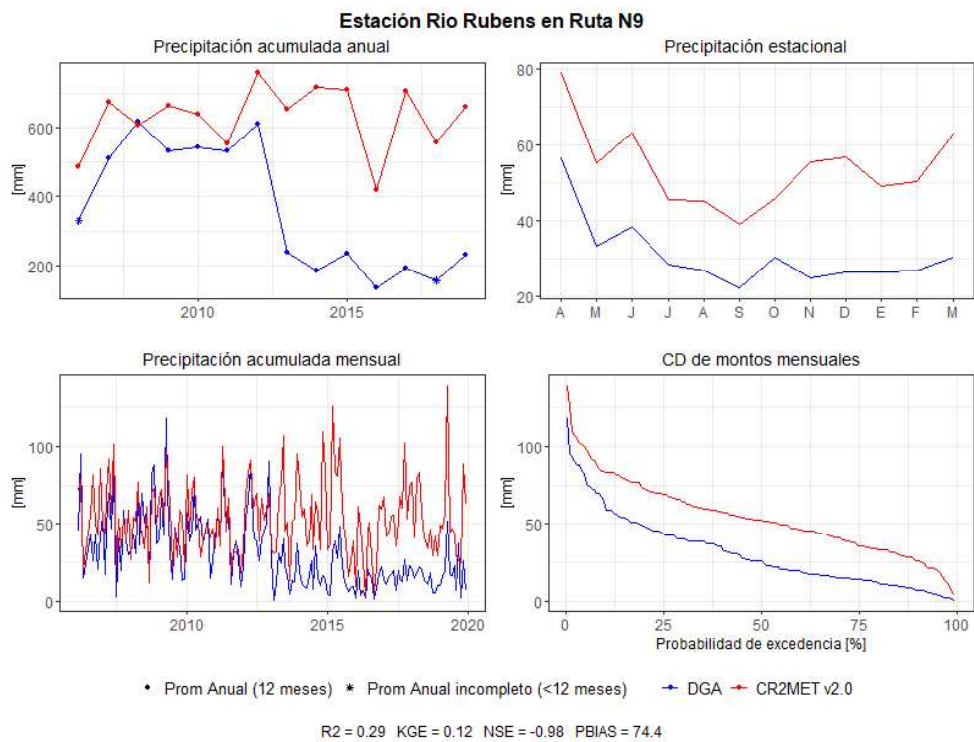 Estación Rio Rubens en Ruta N9
Precipitación acumulada anual
[mm]
600
400
200
2010
2015
Precipitación estacional
[mm]
80
60
40
20
A M J J A S O N D E F M
Precipitación acumulada mensual
[mm]
100
50
0
2010
2015
2020
CD de montos mensuales
[mm]
100
50
0
0
25
50
75
100
Probabilidad de excedencia [%]
Prom Anual (12 meses) Prom Anual incompleto (<12 meses) DGA CR2MET v2.0
R2 = 0.29 KGE = 0.12 NSE = -0.98 PBIAS = 74.4